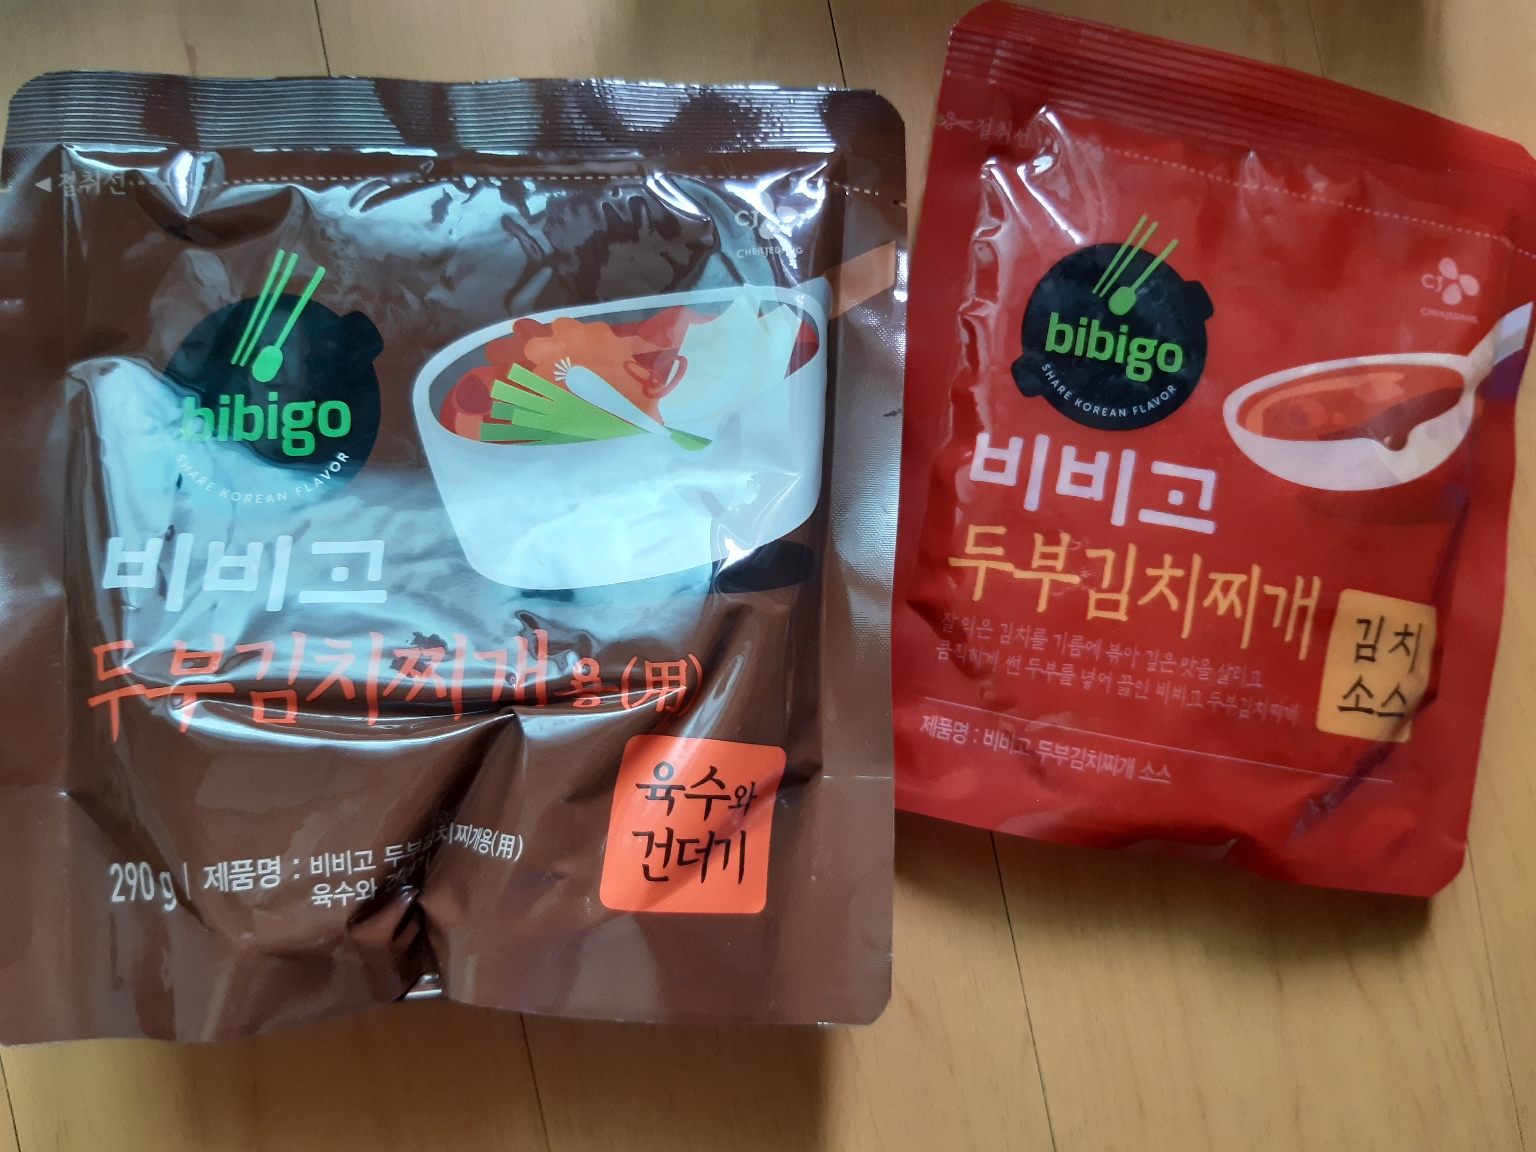 ◀절취선
CJ
CHEILJEDANG
bibigo
SHARE KOREAN FLAVOR
비비고
두부김치찌개용(用)
육수와
건더기
290 g | 제품명 : 비비고 두부김치찌개용(用)
육수와
절취선
CJ
CHEILJEDANG
bibigo
SHARE KOREAN FLAVOR
비비고
두부김치찌개
김치
소스
잘 익은 김치를 기름에 볶아 깊은 맛을 살리고
큼직하게 썬 두부를 넣어 끓인 비비고 두부김치찌개
제품명 : 비비고 두부김치찌개 소스